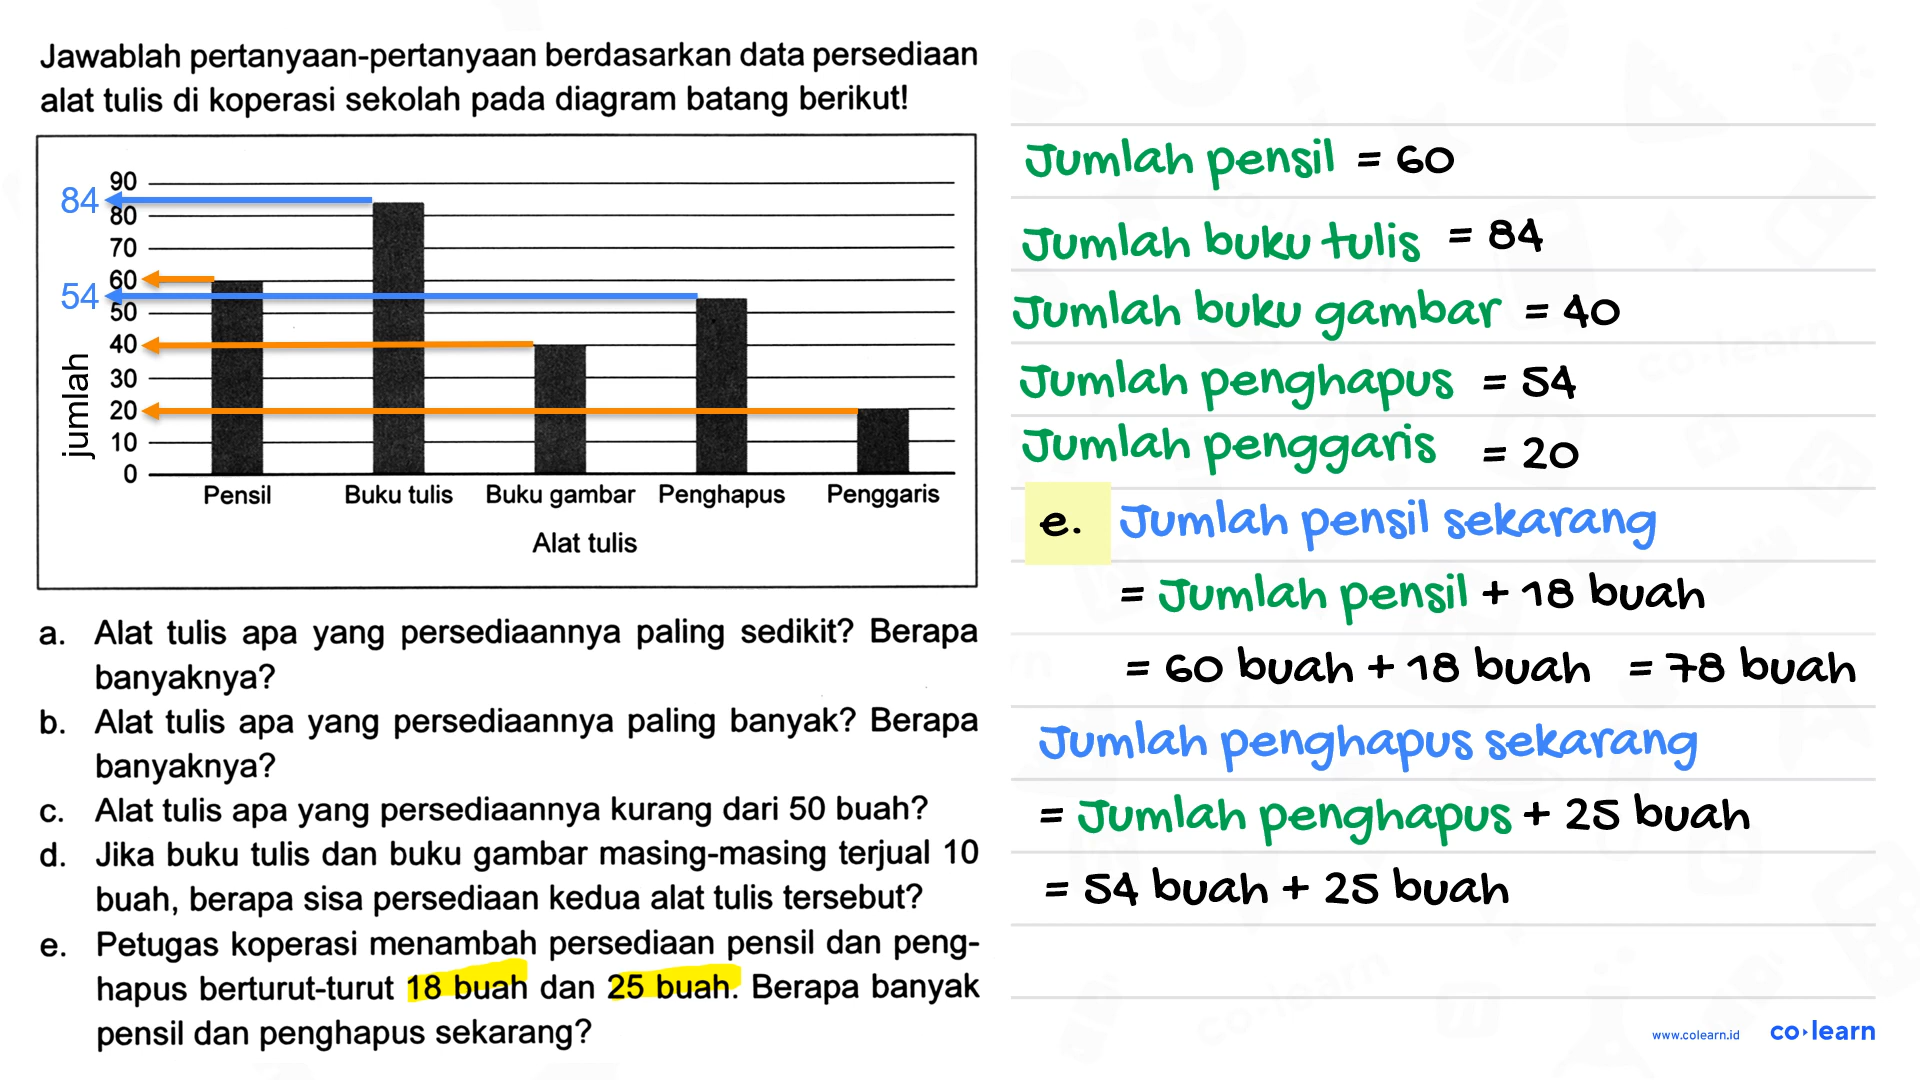 Jawablah pertanyaan-pertanyaan berdasarkan data persediaan
alat tulis di koperasi sekolah pada diagram batang berikut!
90
84
80
70
60
54
50
40
30
20
10
0
jumlah
Pensil Buku tulis Buku gambar Penghapus Penggaris
Alat tulis
a. Alat tulis apa yang persediaannya paling sedikit? Berapa
banyaknya?
b. Alat tulis apa yang persediaannya paling banyak? Berapa
banyaknya?
c. Alat tulis apa yang persediaannya kurang dari 50 buah?
d. Jika buku tulis dan buku gambar masing-masing terjual 10
buah, berapa sisa persediaan kedua alat tulis tersebut?
e. Petugas koperasi menambah persediaan pensil dan peng-
hapus berturut-turut 18 buah dan 25 buah. Berapa banyak
pensil dan penghapus sekarang?
Jumlah pensil = 60
Jumlah buku tulis = 84
Jumlah buku gambar = 40
Jumlah penghapus = 54
Jumlah penggaris = 20
e. Jumlah pensil sekarang
= Jumlah pensil + 18 buah
= 60 buah + 18 buah = 78 buah
Jumlah penghapus sekarang
= Jumlah penghapus + 25 buah
= 54 buah + 25 buah
www.colearn.id co·learn